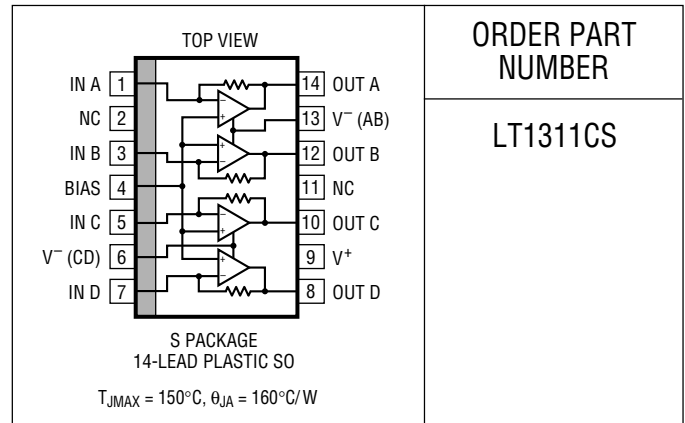 TOP VIEW
IN A 1
NC 2
IN B 3
BIAS 4
IN C 5
V– (CD) 6
IN D 7
14 OUT A
13 V– (AB)
12 OUT B
11 NC
10 OUT C
9 V+
8 OUT D
– + + – – + + –
S PACKAGE
14-LEAD PLASTIC SO
TJMAX = 150°C, θJA = 160°C/W
ORDER PART
NUMBER
LT1311CS